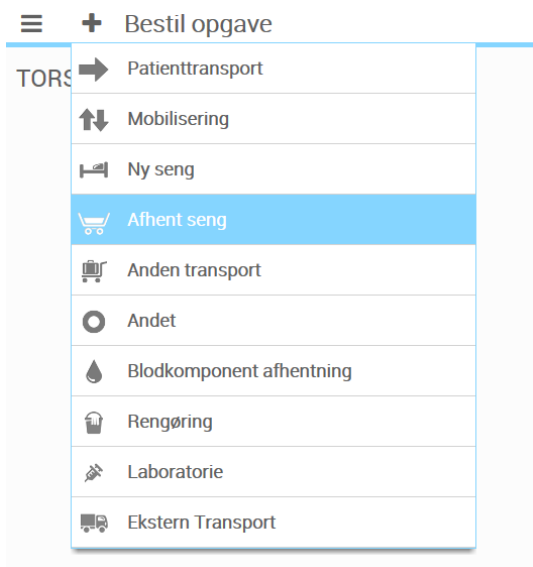 Bestil opgave
TORS
Patienttransport
Mobilisering
Ny seng
Afhent seng
Anden transport
Andet
Blodkomponent afhentning
Rengøring
Laboratorie
Ekstern Transport